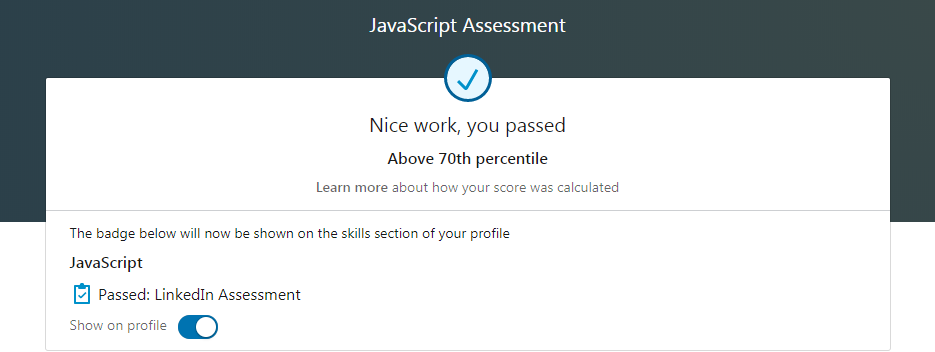 JavaScript Assessment
Nice work, you passed
Above 70th percentile
Learn more about how your score was calculated
The badge below will now be shown on the skills section of your profile
JavaScript
Passed: LinkedIn Assessment
Show on profile